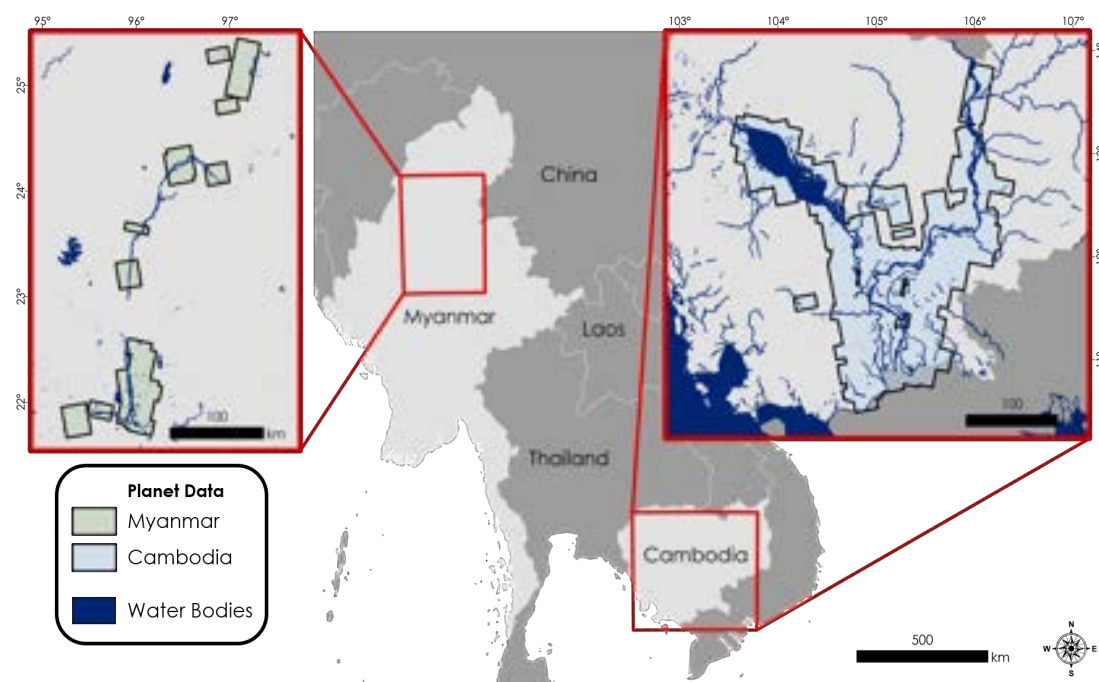 95° 96° 97°
103° 104° 105° 106° 107°
25°
24°
23°
22°
100
km
China
Myanmar
Laos
Thailand
Cambodia
100
Planet Data
Myanmar
Cambodia
Water Bodies
500
km
N
W E
S